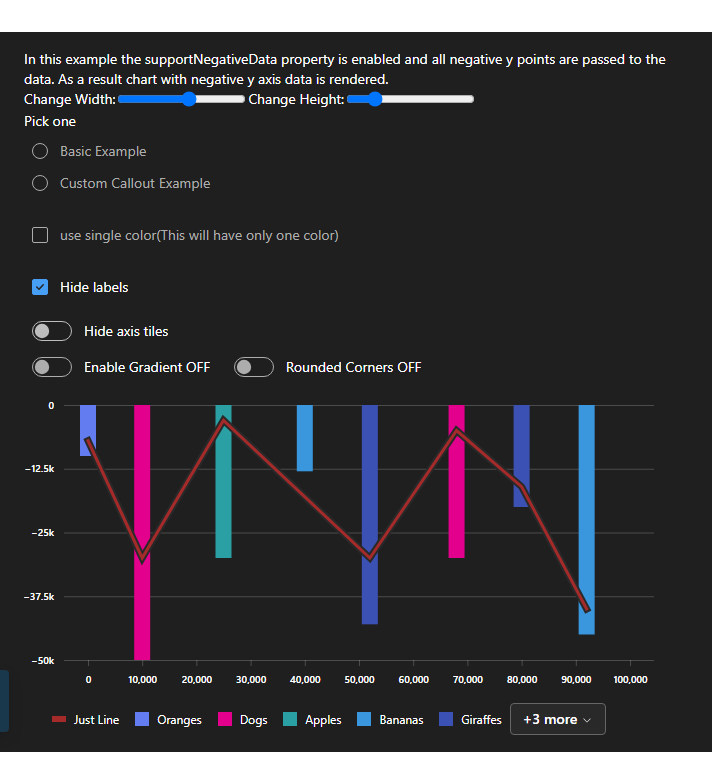 In this example the supportNegativeData property is enabled and all negative y points are passed to the
data. As a result chart with negative y axis data is rendered.
Change Width: Change Height:
Pick one
Basic Example
Custom Callout Example
use single color(This will have only one color)
Hide labels
Hide axis tiles
Enable Gradient OFF Rounded Corners OFF
0
−12.5k
−25k
−37.5k
−50k
0 10,000 20,000 30,000 40,000 50,000 60,000 70,000 80,000 90,000 100,000
Just Line Oranges Dogs Apples Bananas Giraffes +3 more